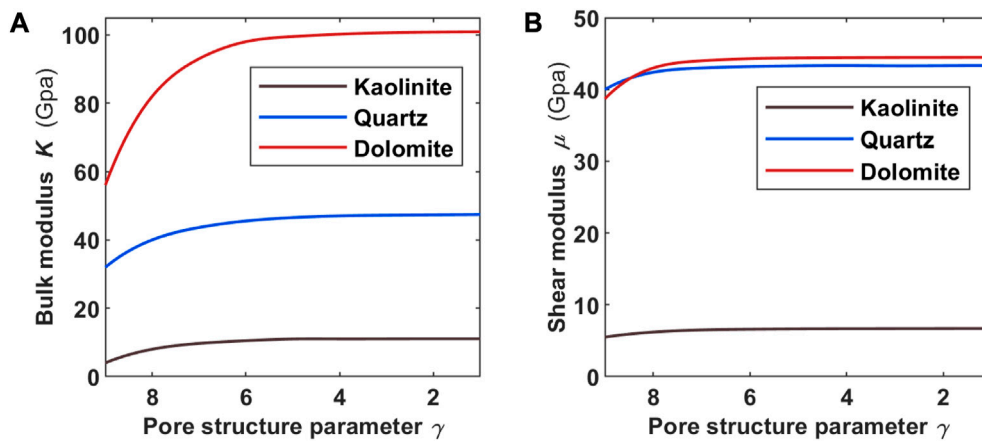 A
100
80
60
40
20
0
Bulk modulus K (Gpa)
Kaolinite
Quartz
Dolomite
8 6 4 2
Pore structure parameter γ
B
50
40
30
20
10
0
Shear modulus μ (Gpa)
Kaolinite
Quartz
Dolomite
8 6 4 2
Pore structure parameter γ